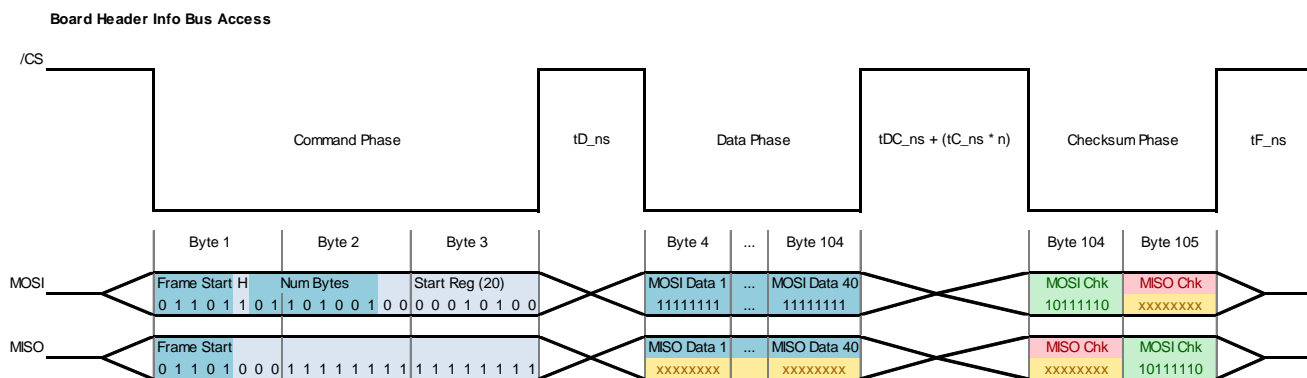 Board Header Info Bus Access
/CS
Command Phase tD_ns Data Phase tDC_ns + (tC_ns * n) Checksum Phase tF_ns
Byte 1 Byte 2 Byte 3 Byte 4 ... Byte 104 Byte 104 Byte 105
MOSI Frame Start H Num Bytes Start Reg (20) MOSI Data 1 ... MOSI Data 40 MOSI Chk MISO Chk
0 1 1 0 1 1 0 1 1 0 1 0 0 1 0 0 0 0 0 1 0 1 0 0 11111111 ... 11111111 10111110 xxxxxxxx
MISO Frame Start MISO Data 1 ... MISO Data 40 MISO Chk MOSI Chk
0 1 1 0 1 0 0 0 1 1 1 1 1 1 1 1 1 1 1 1 1 1 1 1 xxxxxxxx xxxxxxxx xxxxxxxx 10111110